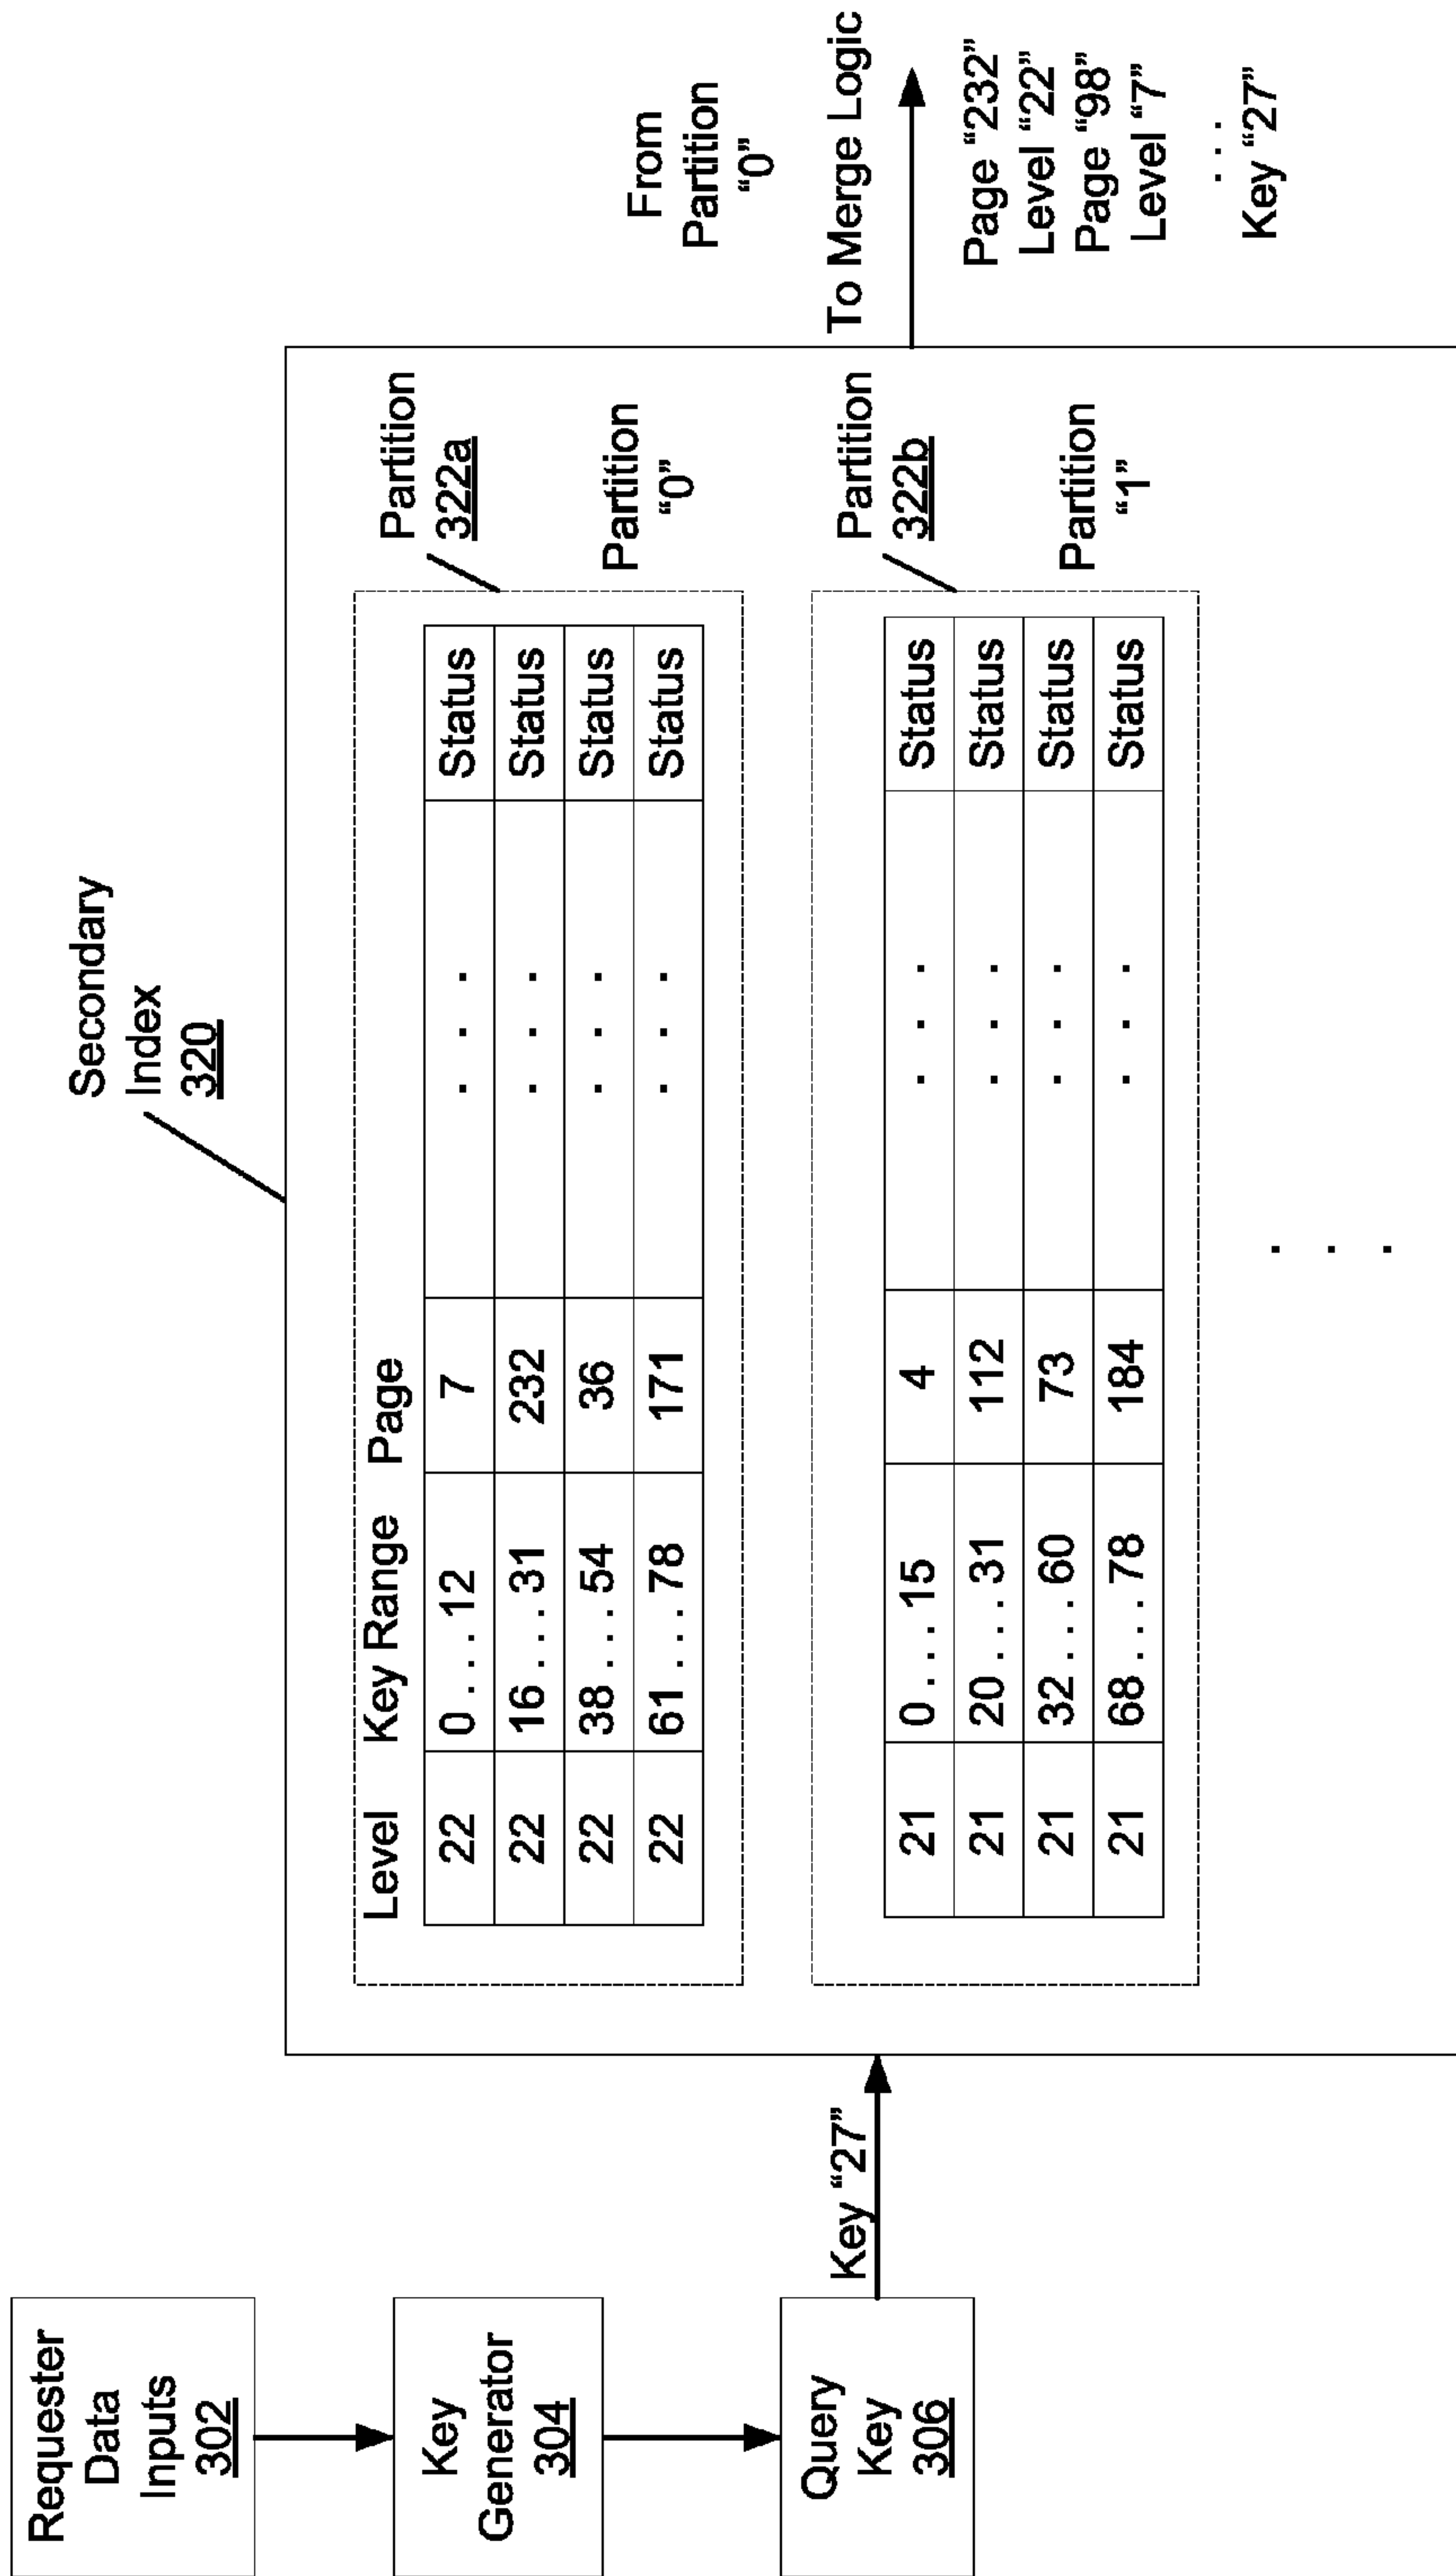 Secondary
Index
320
Requester
Data
Inputs
302
Key
Generator
304
Query
Key
306
Key “27”
Level Key Range Page
22 0 . . . 12 7 . . . Status
22 16 . . . 31 232 . . . Status
22 38 . . . 54 36 . . . Status
22 61 . . . 78 171 . . . Status
Partition
322a
Partition
“0”
21 0 . . . 15 4 . . . Status
21 20 . . . 31 112 . . . Status
21 32 . . . 60 73 . . . Status
21 68 . . . 78 184 . . . Status
Partition
322b
Partition
“1”
. . .
From
Partition
“0”
To Merge Logic
Page “232”
Level “22”
Page “98”
Level “7”
. . .
Key “27”